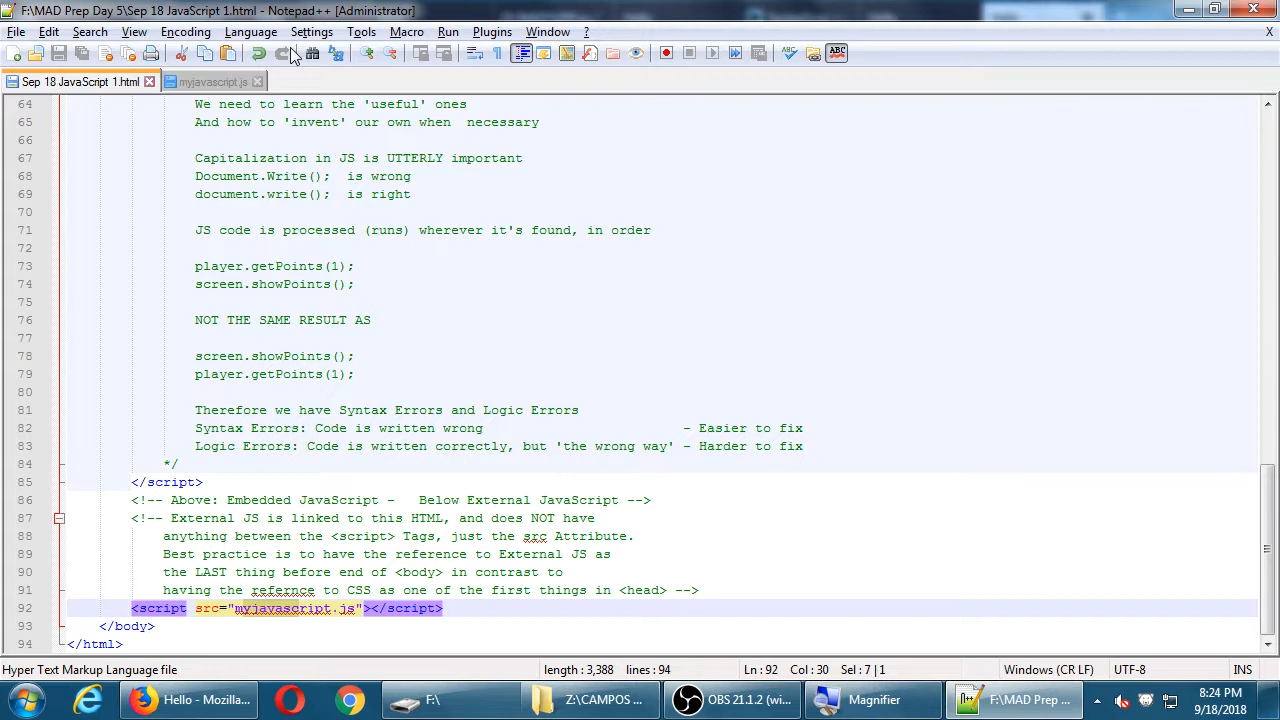 F:\MAD Prep Day 5\Sep 18 JavaScript 1.html - Notepad++ [Administrator]
File Edit Search View Encoding Language Settings Tools Macro Run Plugins Window ? X
ABC ABC
Sep 18 JavaScript 1.html myjavascript.js
64 We need to learn the 'useful' ones
65 And how to 'invent' our own when  necessary
66
67 Capitalization in JS is UTTERLY important
68 Document.Write();  is wrong
69 document.write();  is right
70
71 JS code is processed (runs) wherever it's found, in order
72
73 player.getPoints(1);
74 screen.showPoints();
75
76 NOT THE SAME RESULT AS
77
78 screen.showPoints();
79 player.getPoints(1);
80
81 Therefore we have Syntax Errors and Logic Errors
82 Syntax Errors: Code is written wrong - Easier to fix
83 Logic Errors: Code is written correctly, but 'the wrong way' - Harder to fix
84 */
85 </script>
86 <!-- Above: Embedded JavaScript -   Below External JavaScript -->
87 <!-- External JS is linked to this HTML, and does NOT have
88 anything between the <script> Tags, just the src Attribute.
89 Best practice is to have the reference to External JS as
90 the LAST thing before end of <body> in contrast to
91 having the refernce to CSS as one of the first things in <head> -->
92 <script src="myjavascript.js"></script>
93 </body>
94 </html>
Hyper Text Markup Language file length : 3,388 lines : 94 Ln : 92 Col : 30 Sel : 7 | 1 Windows (CR LF) UTF-8 INS
Hello - Mozilla... F:\ Z:\CAMPOS ... OBS 21.1.2 (wi... Magnifier F:\MAD Prep ... 8:24 PM
9/18/2018